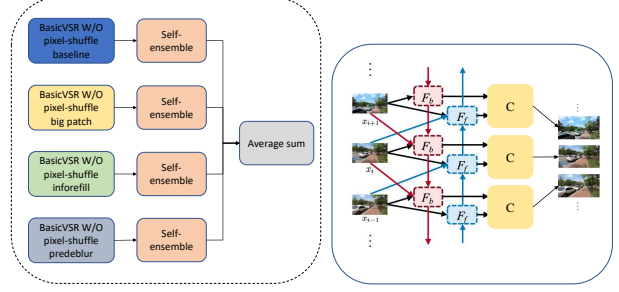 BasicVSR W/O
pixel-shuffle
baseline
Self-
ensemble
BasicVSR W/O
pixel-shuffle
big patch
Self-
ensemble
BasicVSR W/O
pixel-shuffle
inforefill
Self-
ensemble
BasicVSR W/O
pixel-shuffle
predeblur
Self-
ensemble
Average sum
F_b
F_f
C
x_{i+1}
F_b
F_f
C
x_i
F_b
F_f
C
x_{i-1}